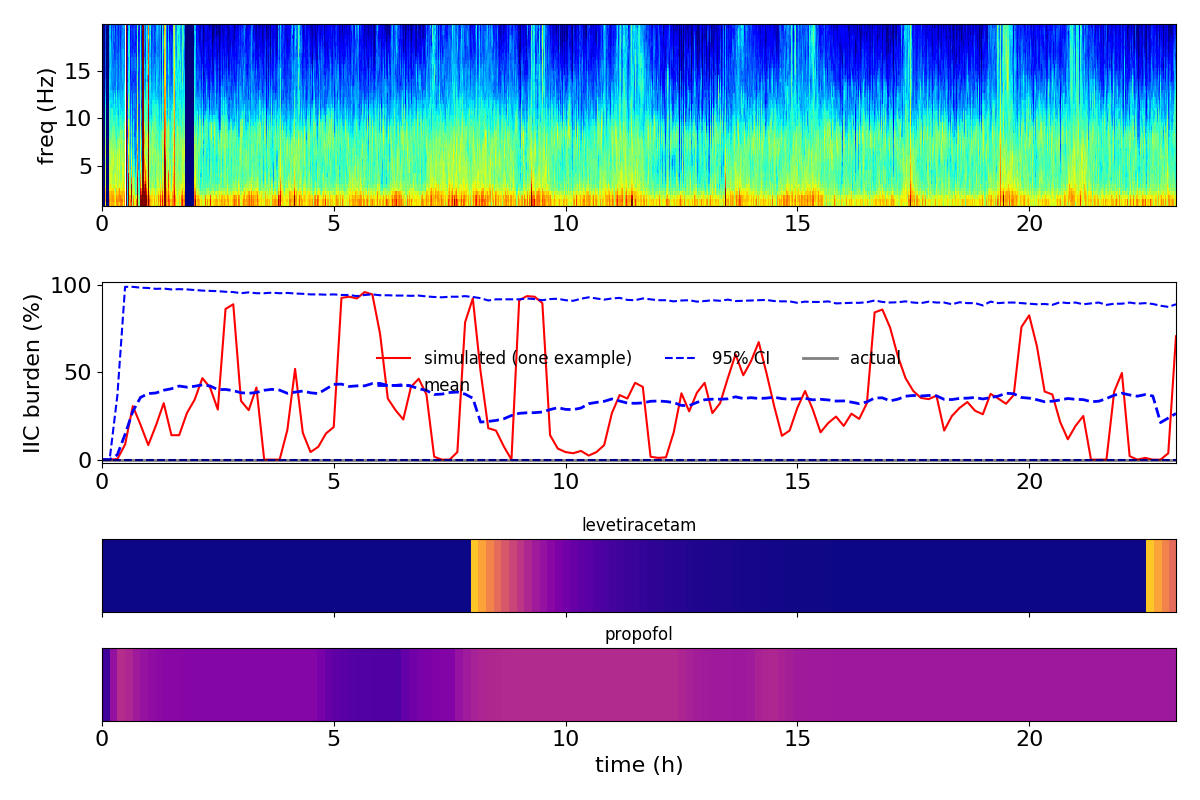 freq (Hz)
15
10
5
0 5 10 15 20
IIC burden (%)
100
50
0
simulated (one example) 95% CI actual
mean
0 5 10 15 20
levetiracetam
propofol
0 5 10 15 20
time (h)